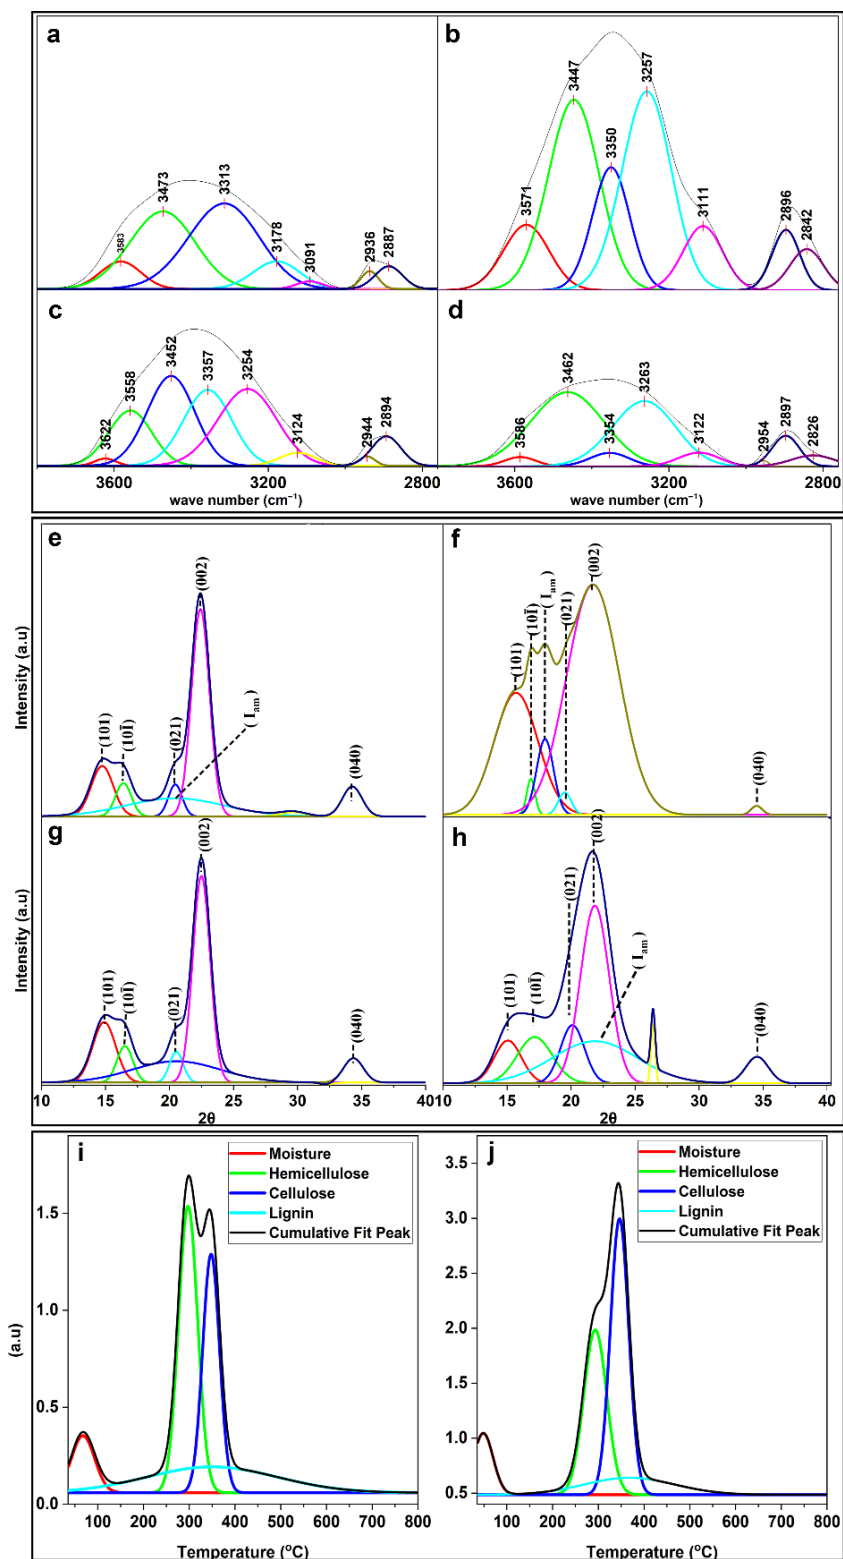 a
3583
3473
3313
3178
3091
2936
2887
b
3571
3447
3350
3257
3111
2896
2842
c
3622
3558
3452
3357
3254
3124
2944
2894
3600
3200
2800
wave number (cm⁻¹)
d
3586
3462
3354
3263
3122
2954
2897
2826
3600
3200
2800
wave number (cm⁻¹)
e
Intensity (a.u)
(101)
(101̅)
(021)
(002)
( Iam )
(040)
f
(101)
(101̅)
( Iam )
(021)
(002)
(040)
g
Intensity (a.u)
(101)
(101̅)
(021)
(002)
(040)
10 15 20 25 30 35 40
2θ
h
(101)
(101̅)
(021)
(002)
( Iam )
(040)
10 15 20 25 30 35 40
2θ
i
Moisture
Hemicellulose
Cellulose
Lignin
Cumulative Fit Peak
(a.u)
1.5
1.0
0.5
0.0
100 200 300 400 500 600 700 800
Temperature (°C)
j
Moisture
Hemicellulose
Cellulose
Lignin
Cumulative Fit Peak
3.5
3.0
2.5
2.0
1.5
1.0
0.5
100 200 300 400 500 600 700 800
Temperature (°C)